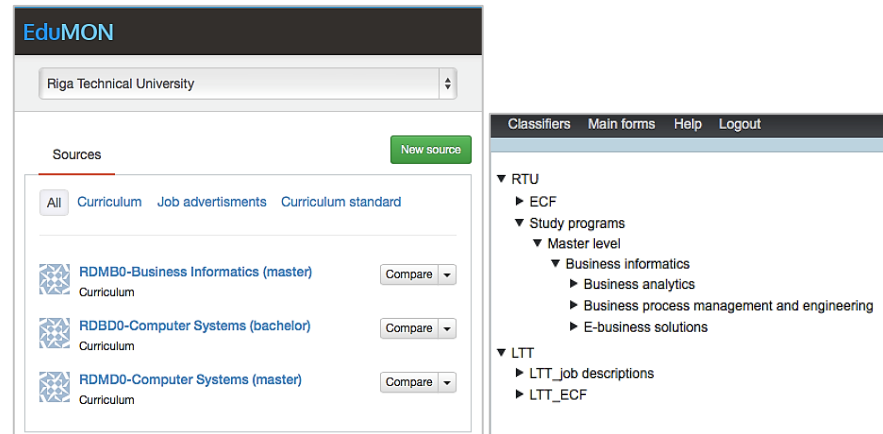 EduMON
Riga Technical University
Sources
New source
All Curriculum Job advertisments Curriculum standard
RDMB0-Business Informatics (master)
Curriculum
Compare
RDBD0-Computer Systems (bachelor)
Curriculum
Compare
RDMD0-Computer Systems (master)
Curriculum
Compare
Classifiers Main forms Help Logout
RTU
ECF
Study programs
Master level
Business informatics
Business analytics
Business process management and engineering
E-business solutions
LTT
LTT_job descriptions
LTT_ECF